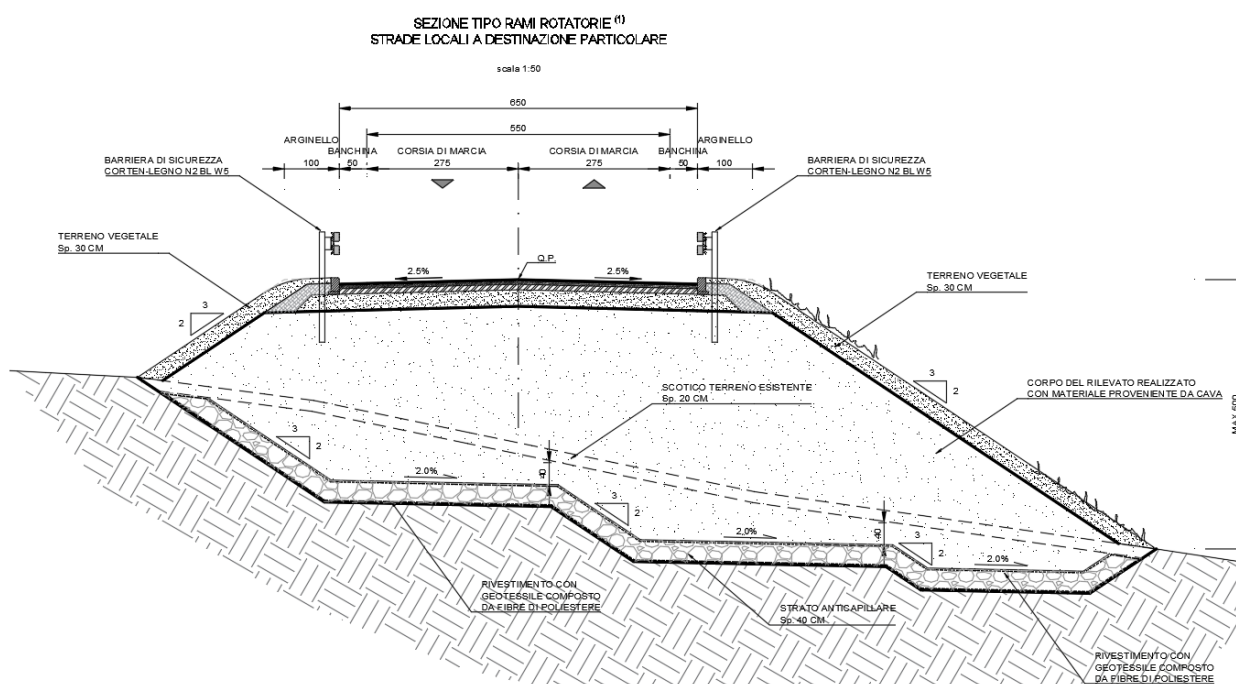 SEZIONE TIPO RAMI ROTATORIE (1)
STRADE LOCALI A DESTINAZIONE PARTICOLARE
scala 1:50
650
550
ARGINELLO
ARGINELLO
BANCHINA
CORSIA DI MARCIA
CORSIA DI MARCIA
BANCHINA
100
50
275
275
50
100
BARRIERA DI SICUREZZA
CORTEN-LEGNO N2 BL W5
BARRIERA DI SICUREZZA
CORTEN-LEGNO N2 BL W5
TERRENO VEGETALE
Sp. 30 CM
Q.P.
2.5%
2.5%
TERRENO VEGETALE
Sp. 30 CM
3
2
3
2
SCOTICO TERRENO ESISTENTE
Sp. 20 CM
CORPO DEL RILEVATO REALIZZATO
CON MATERIALE PROVENIENTE DA CAVA
MAX 600
3
2
2.0%
40
3
2
2.0%
40
3
2
2.0%
RIVESTIMENTO CON
GEOTESSILE COMPOSTO
DA FIBRE DI POLIESTERE
STRATO ANTICAPILLARE
Sp. 40 CM
RIVESTIMENTO CON
GEOTESSILE COMPOSTO
DA FIBRE DI POLIESTERE